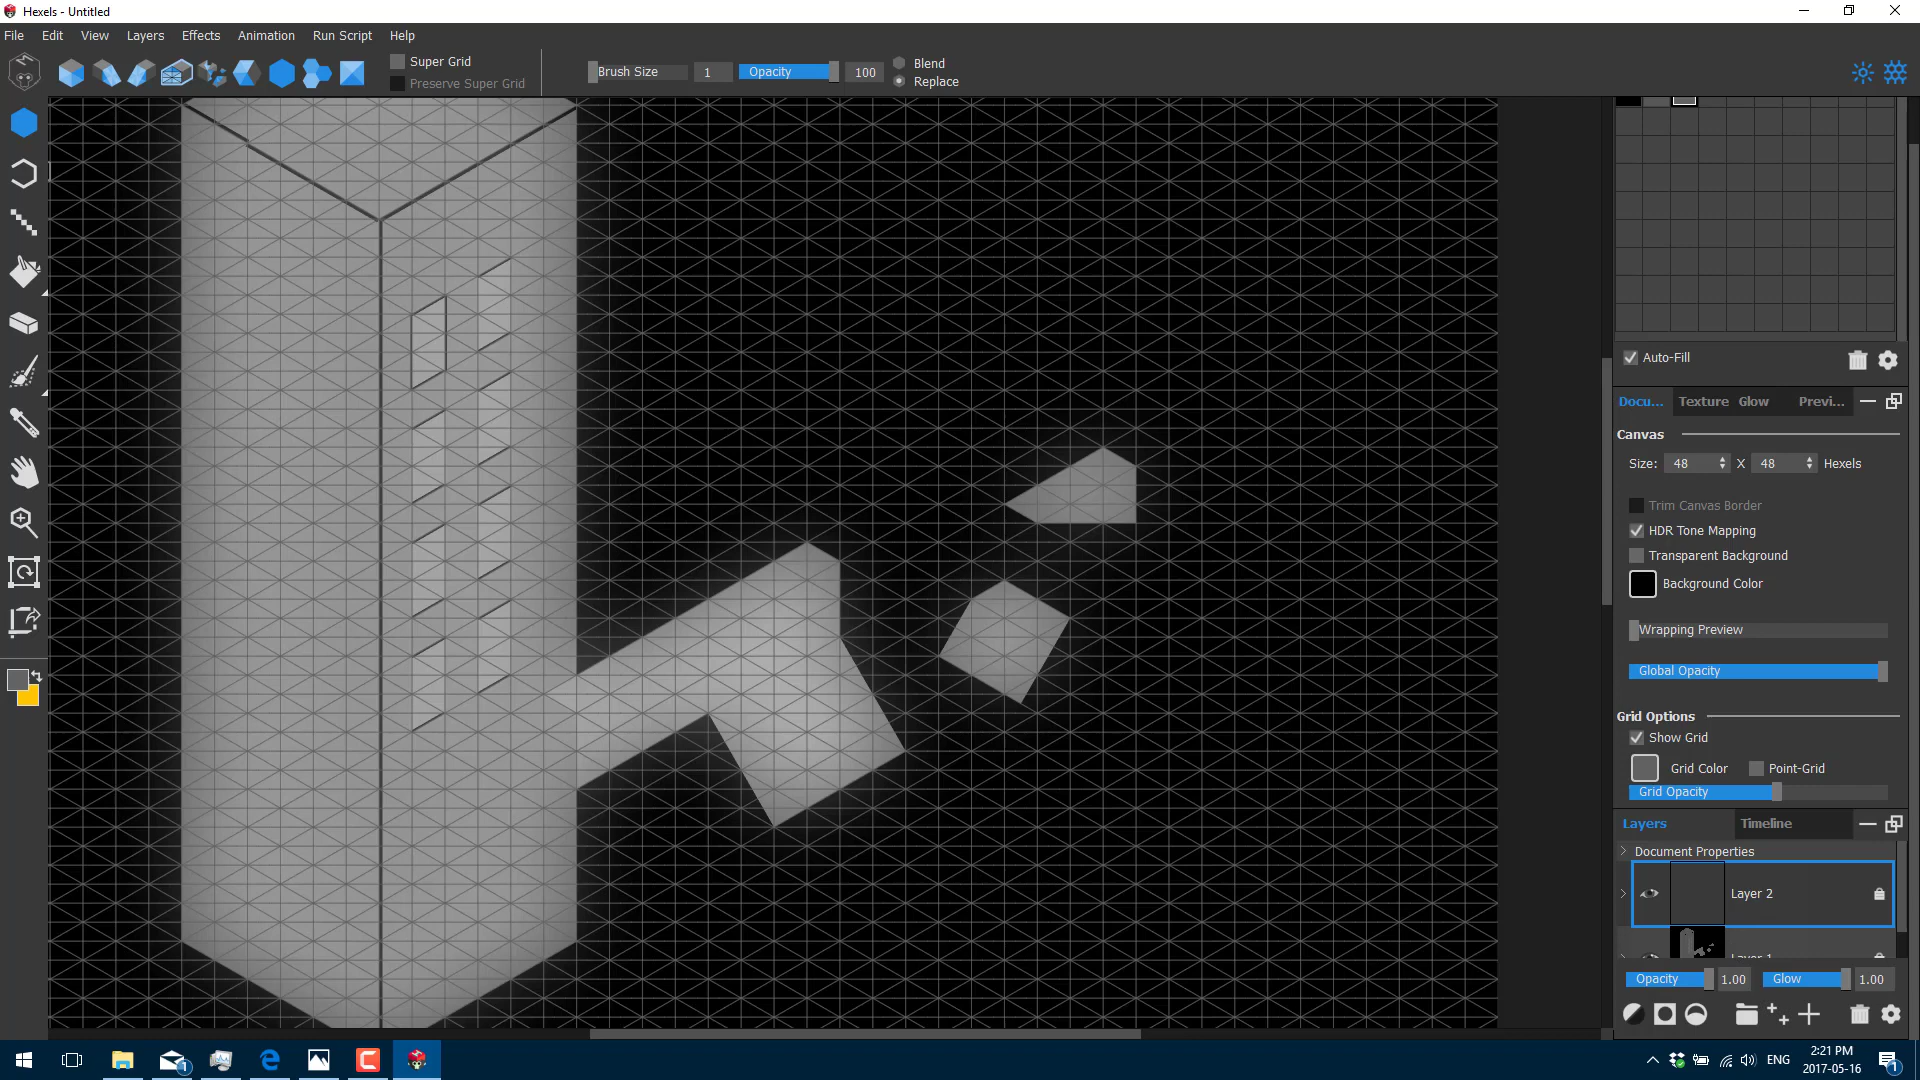 Hexels - Untitled
File Edit View Layers Effects Animation Run Script Help
Super Grid
Preserve Super Grid
Brush Size 1 Opacity 100
Blend
Replace
Auto-Fill
Docu... Texture Glow Previ...
Canvas
Size: 48 X 48 Hexels
Trim Canvas Border
HDR Tone Mapping
Transparent Background
Background Color
Wrapping Preview
Global Opacity
Grid Options
Show Grid
Grid Color Point-Grid
Grid Opacity
Layers Timeline
Document Properties
Layer 2
Layer 1
Opacity 1.00 Glow 1.00
1
ENG
2:21 PM
2017-05-16
1